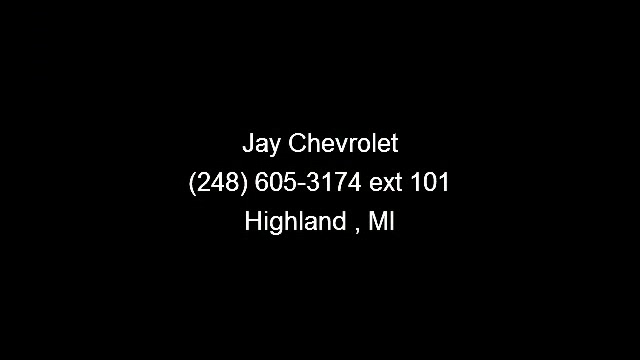 Jay Chevrolet
(248) 605-3174 ext 101
Highland , MI